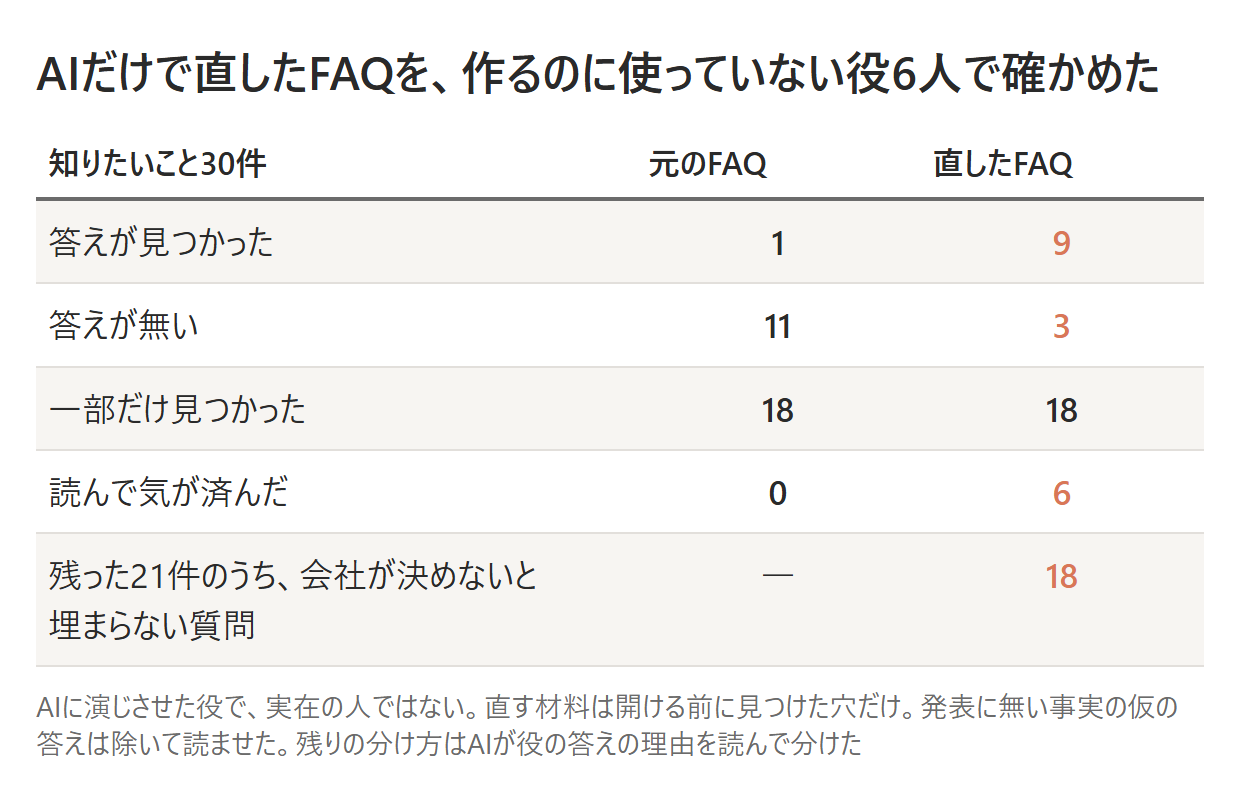 AIだけで直したFAQを、作るのに使っていない役6人で確かめた
知りたいこと30件 元のFAQ 直したFAQ
答えが見つかった 1 9
答えが無い 11 3
一部だけ見つかった 18 18
読んで気が済んだ 0 6
残った21件のうち、会社が決めないと — 18
埋まらない質問
AIに演じさせた役で、実在の人ではない。直す材料は開ける前に見つけた穴だけ。発表に無い事実の仮の
答えは除いて読ませた。残りの分け方はAIが役の答えの理由を読んで分けた